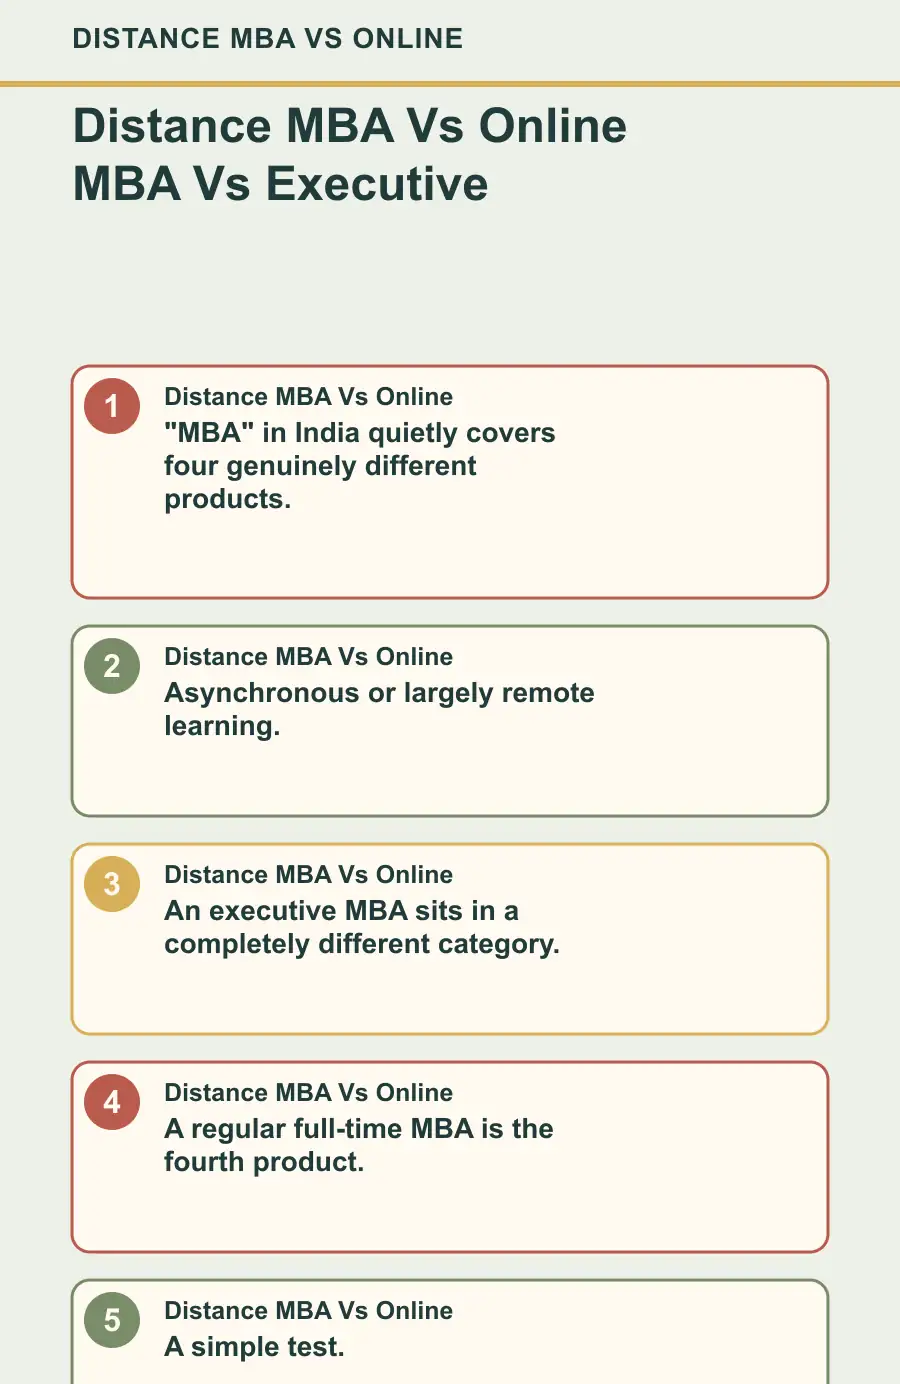 DISTANCE MBA VS ONLINE
Distance MBA Vs Online
MBA Vs Executive
1
Distance MBA Vs Online
"MBA" in India quietly covers
four genuinely different
products.
2
Distance MBA Vs Online
Asynchronous or largely remote
learning.
3
Distance MBA Vs Online
An executive MBA sits in a
completely different category.
4
Distance MBA Vs Online
A regular full-time MBA is the
fourth product.
5
Distance MBA Vs Online
A simple test.